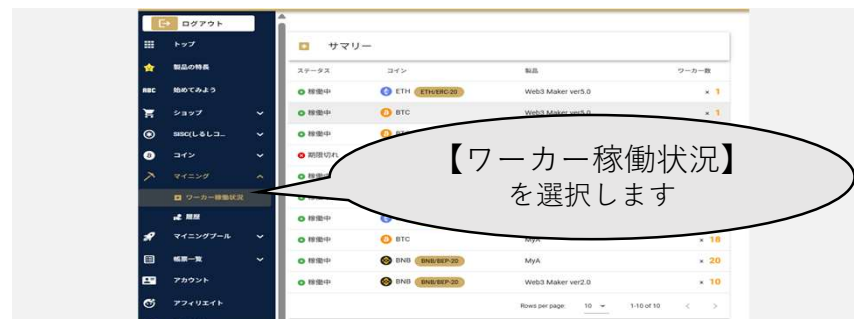 ログアウト
トップ
製品の特長
ABC 始めてみよう
ショップ
SISC(しるしコ...
コイン
マイニング
ワーカー稼働状況
履歴
マイニングプール
帳票一覧
アカウント
アフィリエイト
サマリー
ステータス コイン 製品 ワーカー数
稼働中 ETH ETH/ERC-20 Web3 Maker ver5.0 × 1
稼働中 BTC Web3 Maker ver5.0 × 1
稼働中
期限切れ
稼働中
稼働中
稼働中 BTC MyA × 18
稼働中 BNB BNB/BEP-20 MyA × 20
稼働中 BNB BNB/BEP-20 Web3 Maker ver2.0 × 10
Rows per page: 10 1-10 of 10
【ワーカー稼働状況】
を選択します